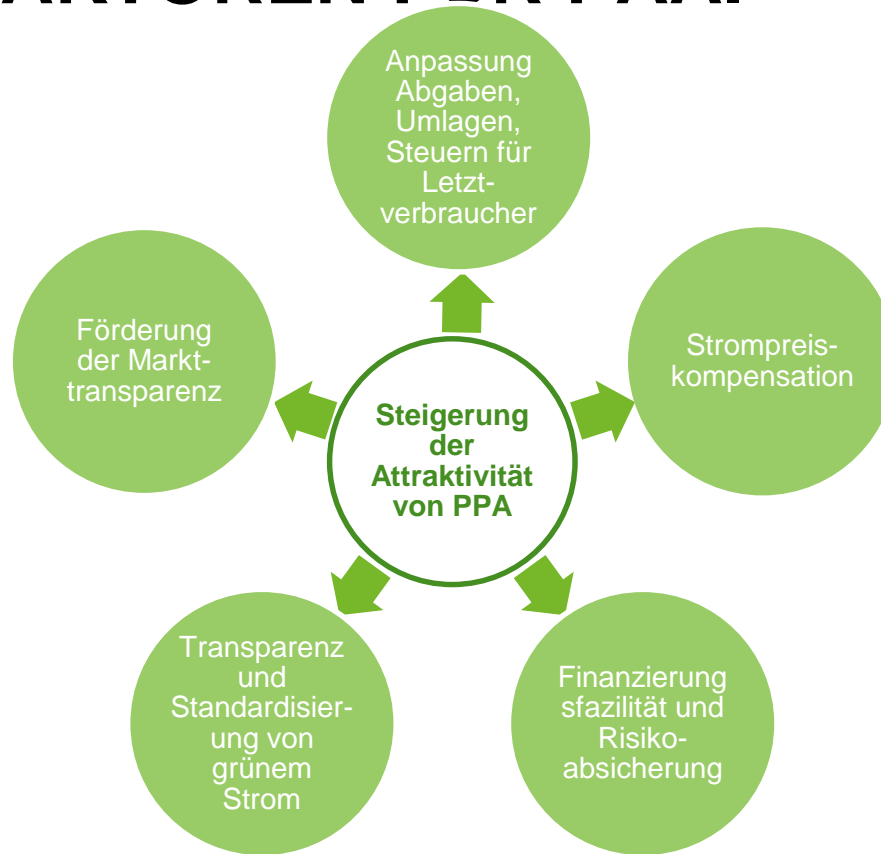 Anpassung
Abgaben,
Umlagen,
Steuern für
Letzt-
verbraucher
Förderung
der Markt-
transparenz
Strompreis-
kompensation
Steigerung
der
Attraktivität
von PPA
Transparenz
und
Standardisier-
ung von
grünem
Strom
Finanzierung
sfazilität und
Risiko-
absicherung